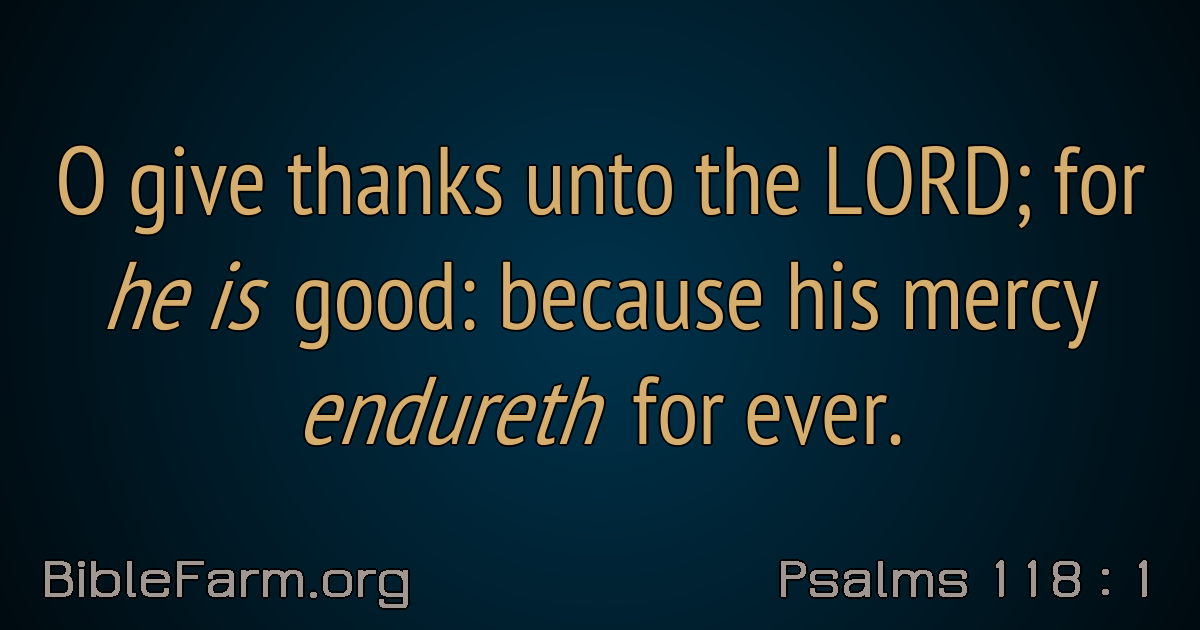 O give thanks unto the LORD; for
he is good: because his mercy
endureth for ever.
BibleFarm.org
Psalms 118 : 1